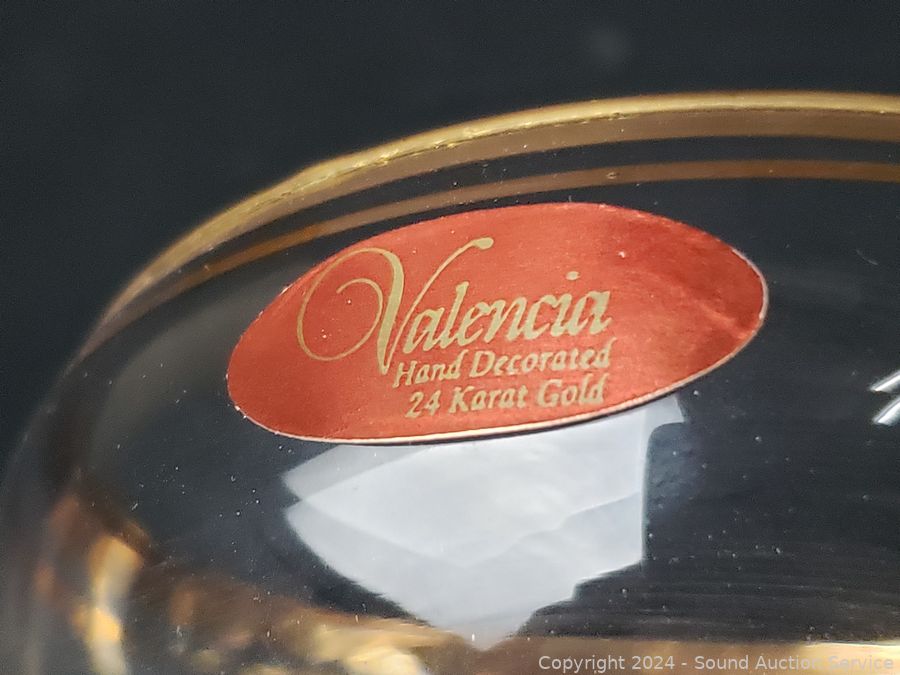 Valencia
Hand Decorated
24 Karat Gold
Copyright 2024 - Sound Auction Service